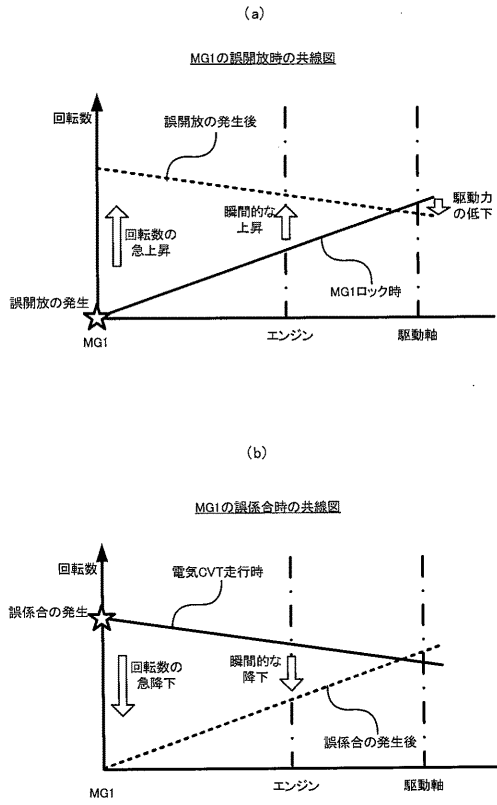 (a)
MG1の誤開放時の共線図
回転数
誤開放の発生後
瞬間的な
上昇
駆動力
の低下
回転数の
急上昇
MG1ロック時
誤開放の発生
MG1
エンジン
駆動軸
(b)
MG1の誤係合時の共線図
回転数
電気CVT走行時
誤係合の発生
回転数の
急降下
瞬間的な
降下
誤係合の発生後
MG1
エンジン
駆動軸